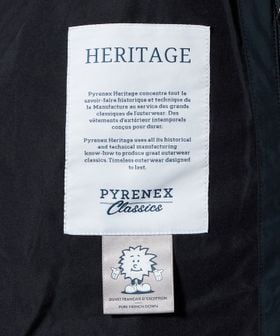 HERITAGE
Pyrenex Heritage concentre tout le
savoir-faire historique et technique de
la Manufacture au service des grands
classiques de l'outerwear. Des
vêtements d'extérieur intemporels
conçus pour durer.
Pyrenex Heritage uses all its historical
and technical manufacturing
know-how to produce great outerwear
classics. Timeless outerwear designed
to last.
PYRENEX
Classics
DUVET FRANÇAIS D'EXCEPTION
PURE FRENCH DOWN